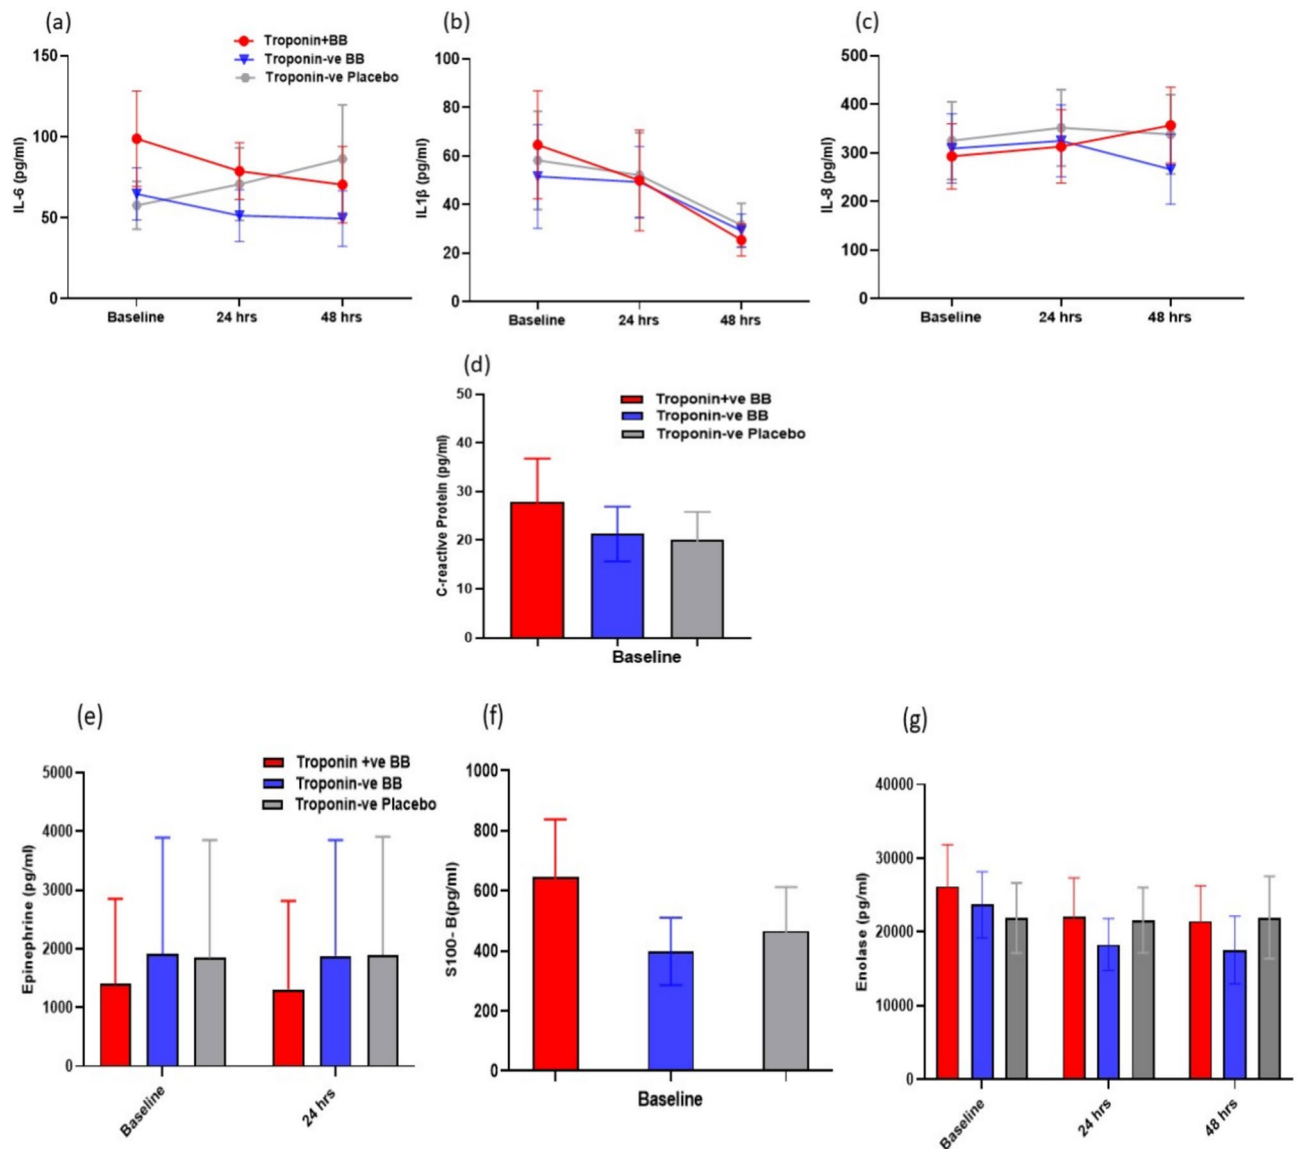 (a)
(b)
(c)
Troponin+BB
Troponin-ve BB
Troponin-ve Placebo
IL-6 (pg/ml)
150
100
50
0
Baseline 24 hrs 48 hrs
IL1β (pg/ml)
100
80
60
40
20
0
Baseline 24 hrs 48 hrs
IL-8 (pg/ml)
500
400
300
200
100
0
Baseline 24 hrs 48 hrs
(d)
Troponin+ve BB
Troponin-ve BB
Troponin-ve Placebo
C-reactive Protein (pg/ml)
50
40
30
20
10
0
Baseline
(e)
(f)
(g)
Troponin +ve BB
Troponin-ve BB
Troponin-ve Placebo
Epinephrine (pg/ml)
5000
4000
3000
2000
1000
0
Baseline 24 hrs
S100- B(pg/ml)
1000
800
600
400
200
0
Baseline
Enolase (pg/ml)
40000
30000
20000
10000
0
Baseline 24 hrs 48 hrs